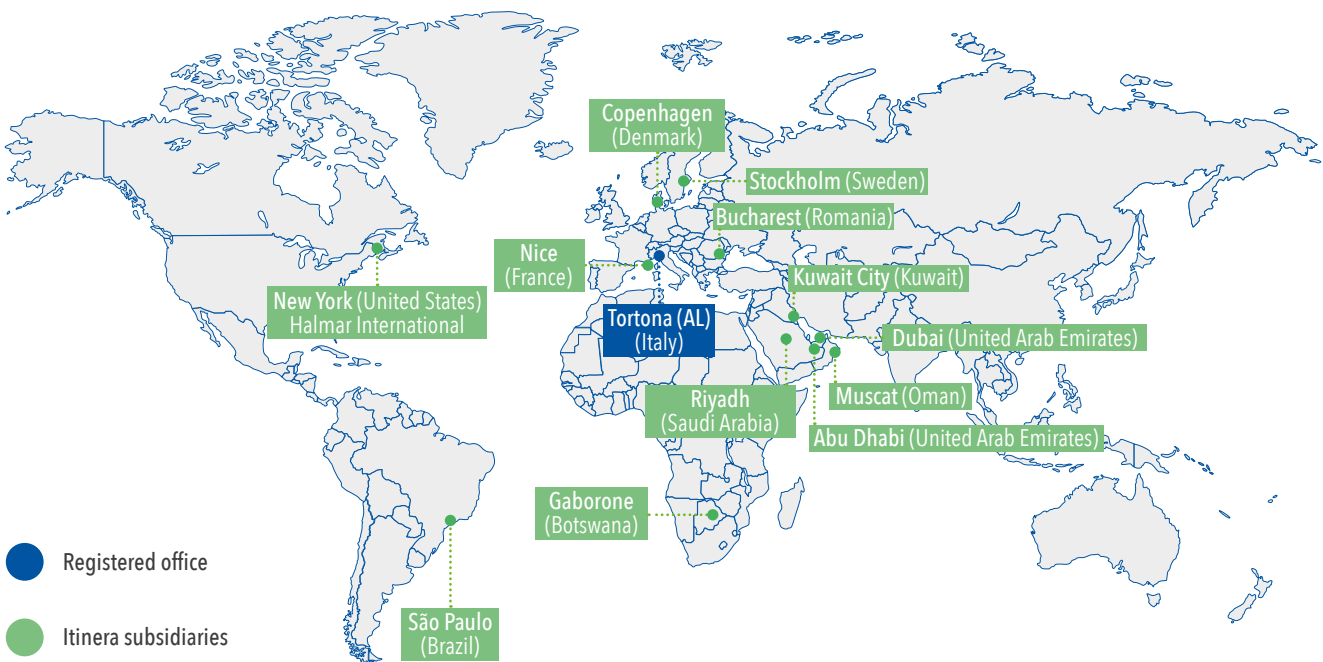 Copenhagen
(Denmark)
Stockholm (Sweden)
Bucharest (Romania)
Nice
(France)
Kuwait City (Kuwait)
New York (United States)
Halmar International
Tortona (AL)
(Italy)
Dubai (United Arab Emirates)
Riyadh
(Saudi Arabia)
Muscat (Oman)
Abu Dhabi (United Arab Emirates)
Gaborone
(Botswana)
Registered office
São Paulo
(Brazil)
Itinera subsidiaries